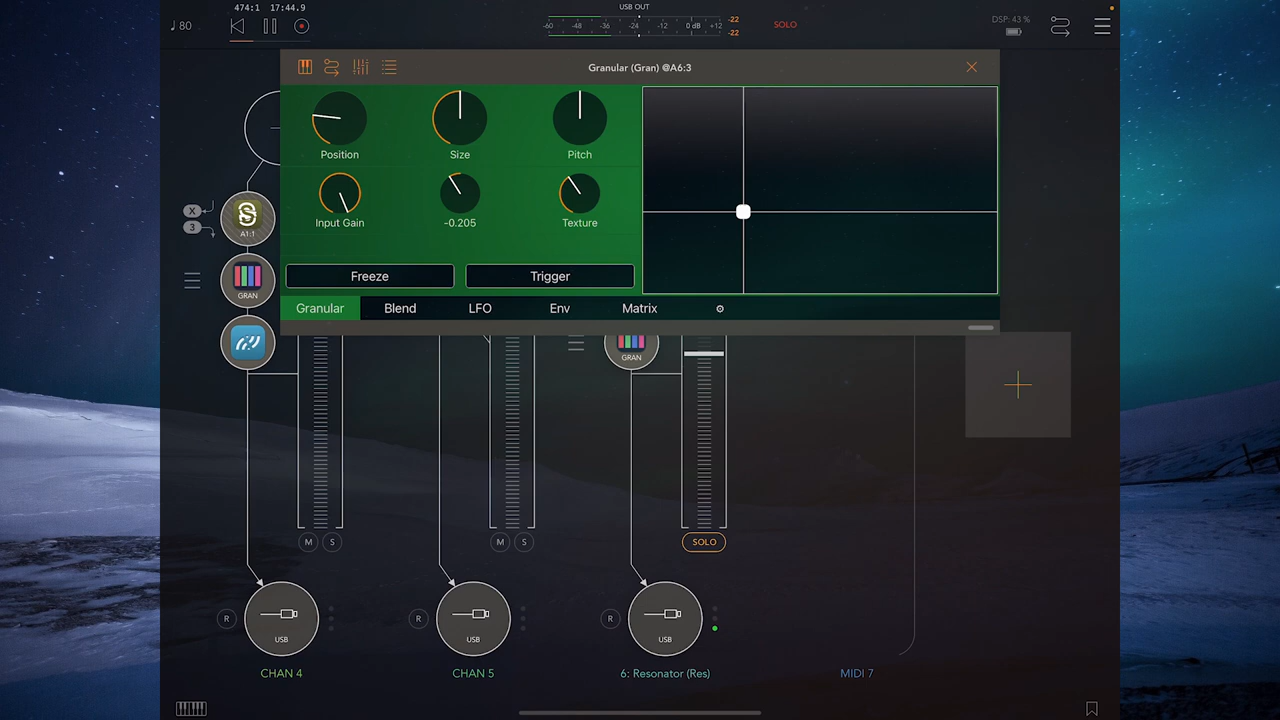 474:1 17:44.9
USB OUT
♩ 80
-60 -48 -36 -24 -12 0 dB +12
-22
-22
SOLO
DSP: 43 %
Granular (Gran) @A6:3
Position Size Pitch
Input Gain -0.205 Texture
Freeze Trigger
Granular Blend LFO Env Matrix
X
3
A1:1
GRAN
GRAN
M S M S SOLO
R USB R USB R USB
CHAN 4 CHAN 5 6: Resonator (Res) MIDI 7